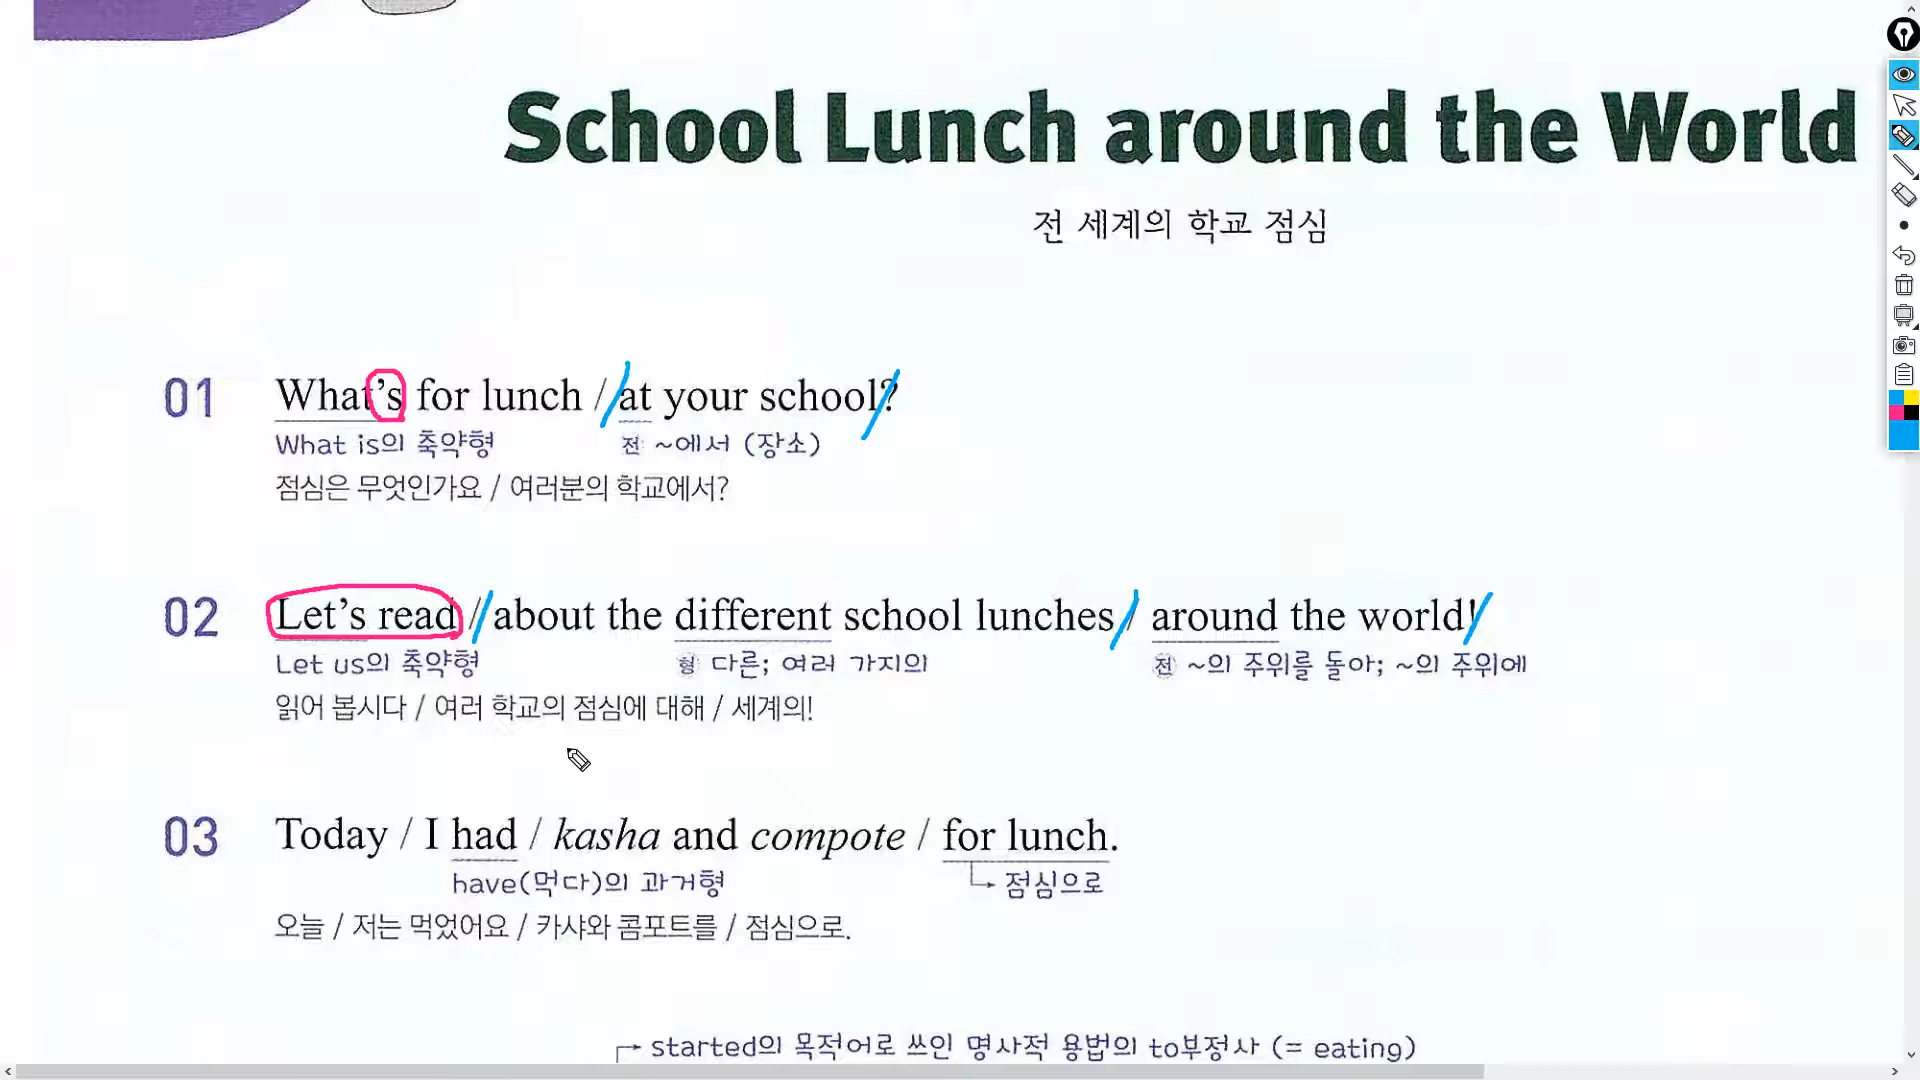 School Lunch around the World
전 세계의 학교 점심
01 What's for lunch / at your school?
What is의 축약형 전 ~에서 (장소)
점심은 무엇인가요 / 여러분의 학교에서?
02 Let's read / about the different school lunches / around the world!
Let us의 축약형 형 다른; 여러 가지의 전 ~의 주위를 돌아; ~의 주위에
읽어 봅시다 / 여러 학교의 점심에 대해 / 세계의!
03 Today / I had / kasha and compote / for lunch.
have(먹다)의 과거형 점심으로
오늘 / 저는 먹었어요 / 카샤와 콤포트를 / 점심으로.
started의 목적어로 쓰인 명사적 용법의 to부정사 (= eating)